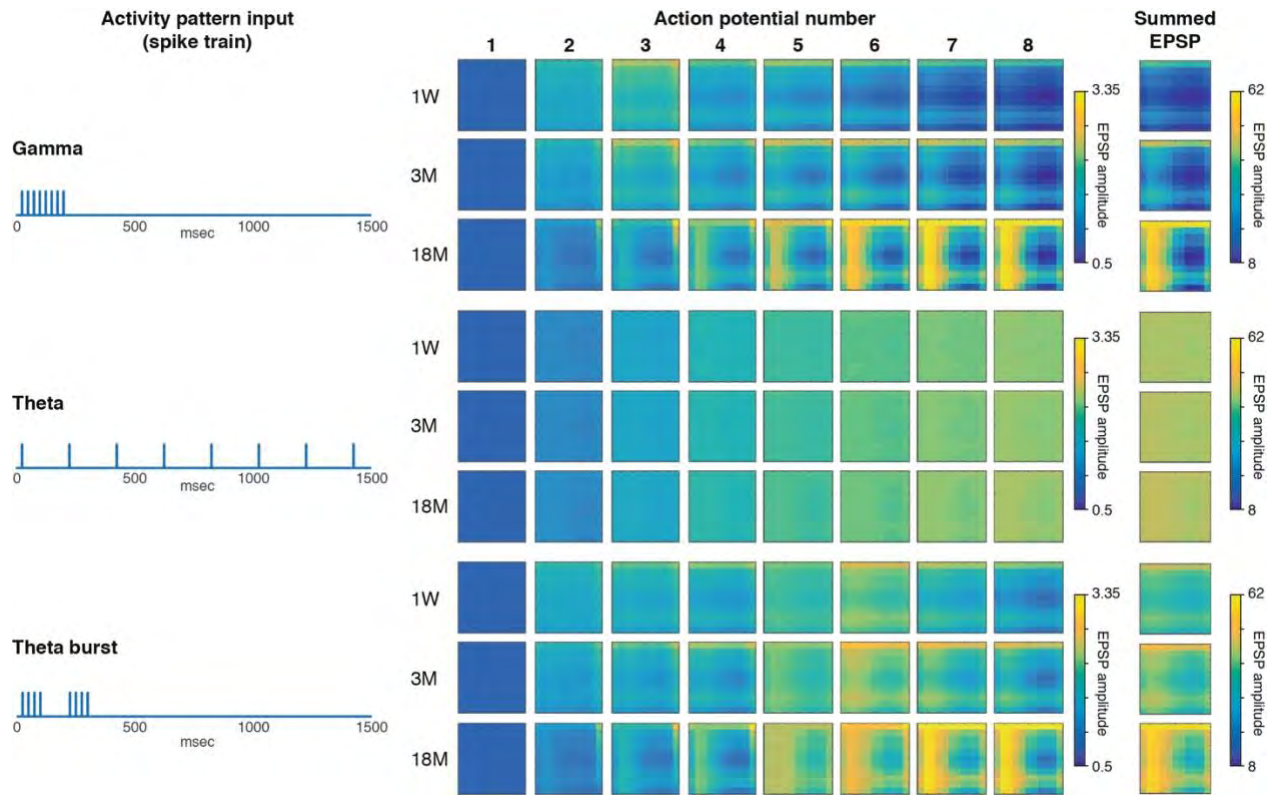 Activity pattern input
(spike train)
Action potential number
Summed
EPSP
1 2 3 4 5 6 7 8
Gamma
0 500 1000 1500
msec
1W
3M
18M
3.35
EPSP amplitude
0.5
62
EPSP amplitude
8
Theta
0 500 1000 1500
msec
1W
3M
18M
3.35
EPSP amplitude
0.5
62
EPSP amplitude
8
Theta burst
0 500 1000 1500
msec
1W
3M
18M
3.35
EPSP amplitude
0.5
62
EPSP amplitude
8